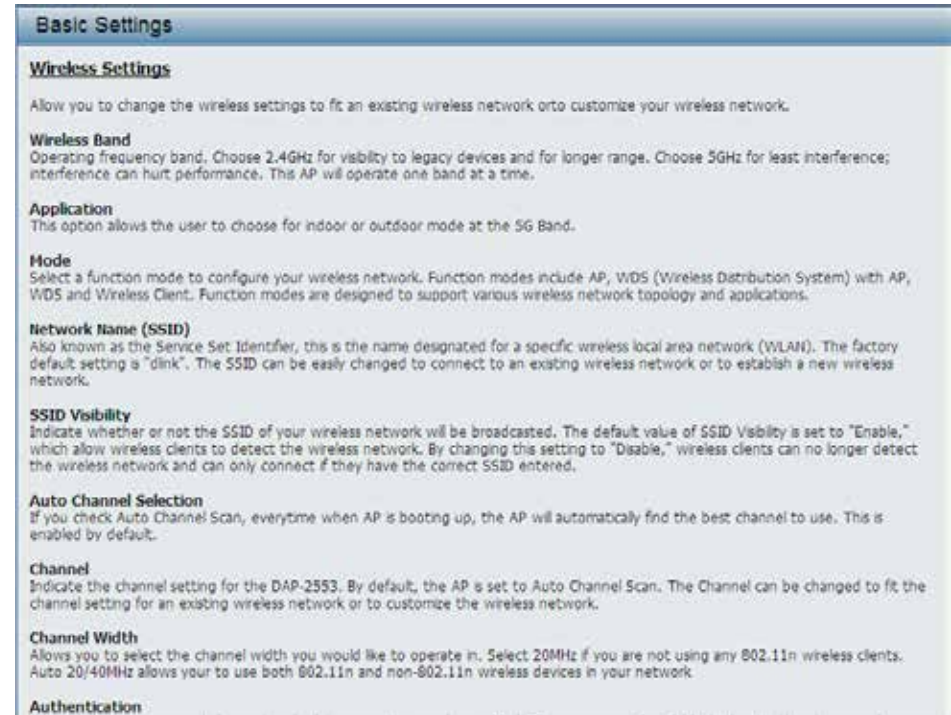 Basic Settings
Wireless Settings
Allow you to change the wireless settings to fit an existing wireless network orto customize your wireless network.
Wireless Band
Operating frequency band. Choose 2.4GHz for visbility to legacy devices and for longer range. Choose 5GHz for least interference;
interference can hurt performance. This AP will operate one band at a time.
Application
This option allows the user to choose for indoor or outdoor mode at the 5G Band.
Mode
Select a function mode to configure your wireless network. Function modes include AP, WDS (Wireless Distribution System) with AP,
WDS and Wireless Client. Function modes are designed to support various wireless network topology and applications.
Network Name (SSID)
Also known as the Service Set Identifier, this is the name designated for a specific wireless local area network (WLAN). The factory
default setting is "dlink". The SSID can be easily changed to connect to an existing wireless network or to establish a new wireless
network.
SSID Visibility
Indicate whether or not the SSID of your wireless network will be broadcasted. The default value of SSID Visibility is set to "Enable,"
which allow wireless clients to detect the wireless network. By changing this setting to "Disable," wireless clients can no longer detect
the wireless network and can only connect if they have the correct SSID entered.
Auto Channel Selection
If you check Auto Channel Scan, everytime when AP is booting up, the AP will automatically find the best channel to use. This is
enabled by default.
Channel
Indicate the channel setting for the DAP-2553. By default, the AP is set to Auto Channel Scan. The Channel can be changed to fit the
channel setting for an existing wireless network or to customize the wireless network.
Channel Width
Allows you to select the channel width you would like to operate in. Select 20MHz if you are not using any 802.11n wireless clients.
Auto 20/40MHz allows your to use both 802.11n and non-802.11n wireless devices in your network
Authentication